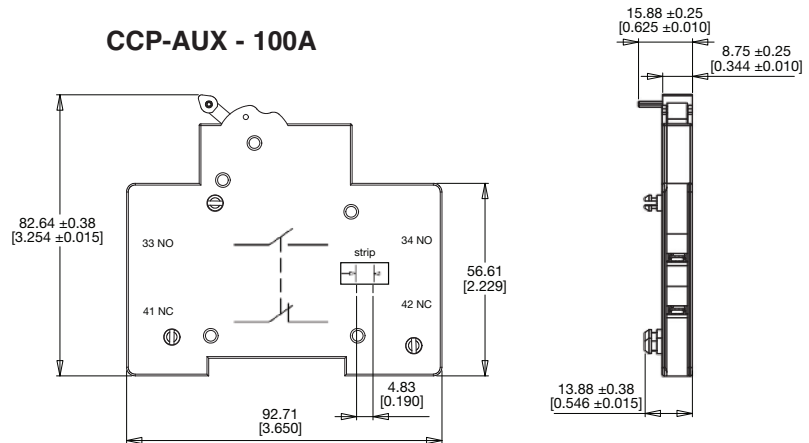 CCP-AUX - 100A
15.88 ±0.25
[0.625 ±0.010]
8.75 ±0.25
[0.344 ±0.010]
82.64 ±0.38
[3.254 ±0.015]
33 NO
34 NO
strip
41 NC
42 NC
56.61
[2.229]
4.83
[0.190]
92.71
[3.650]
13.88 ±0.38
[0.546 ±0.015]